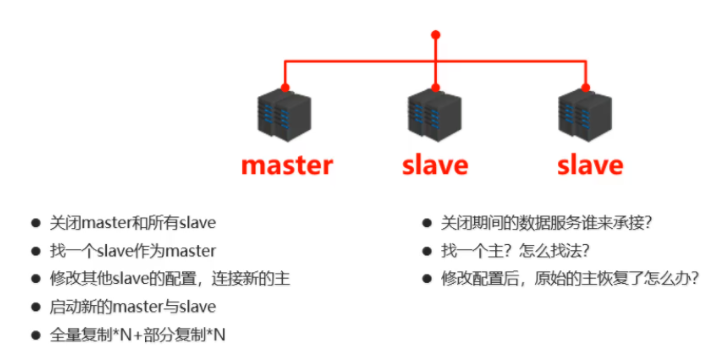 master
slave
slave
● 关闭master和所有slave
● 找一个slave作为master
● 修改其他slave的配置，连接新的主
● 启动新的master与slave
● 全量复制*N+部分复制*N
● 关闭期间的数据服务谁来承接？
● 找一个主？怎么找法？
● 修改配置后，原始的主恢复了怎么办？